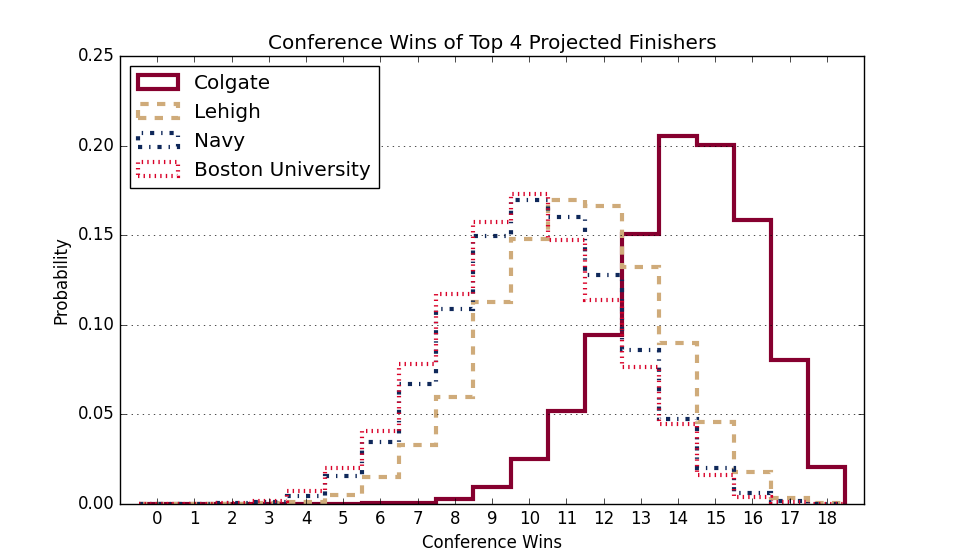 Conference Wins of Top 4 Projected Finishers
0.25
0.20
0.15
0.10
0.05
0.00
Probability
Colgate
Lehigh
Navy
Boston University
0 1 2 3 4 5 6 7 8 9 10 11 12 13 14 15 16 17 18
Conference Wins